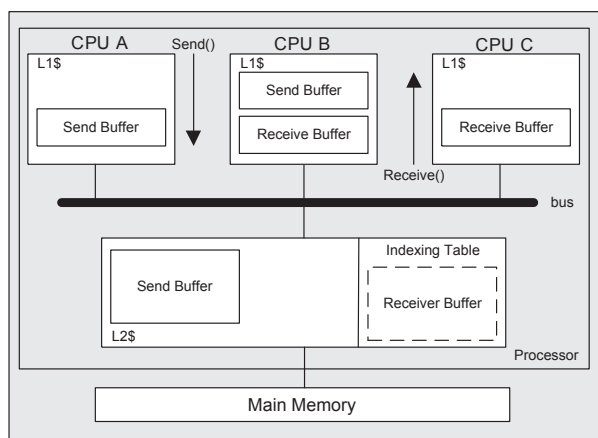 CPU A
Send()
CPU B
CPU C
L1$
L1$
L1$
Send Buffer
Send Buffer
Receive Buffer
Receive Buffer
Receive()
bus
Indexing Table
Send Buffer
Receiver Buffer
L2$
Processor
Main Memory